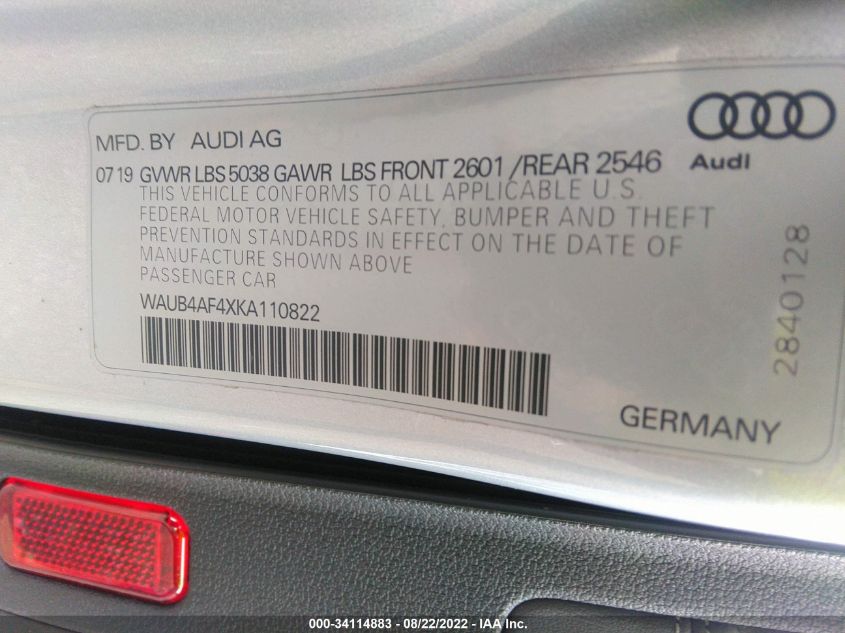 MFD. BY AUDI AG
Audi
07 19 GVWR LBS 5038 GAWR LBS FRONT 2601 /REAR 2546
THIS VEHICLE CONFORMS TO ALL APPLICABLE U.S.
FEDERAL MOTOR VEHICLE SAFETY, BUMPER AND THEFT
PREVENTION STANDARDS IN EFFECT ON THE DATE OF
MANUFACTURE SHOWN ABOVE
PASSENGER CAR
WAUB4AF4XKA110822
2840128
GERMANY
000-34114883 - 08/22/2022 - IAA Inc.